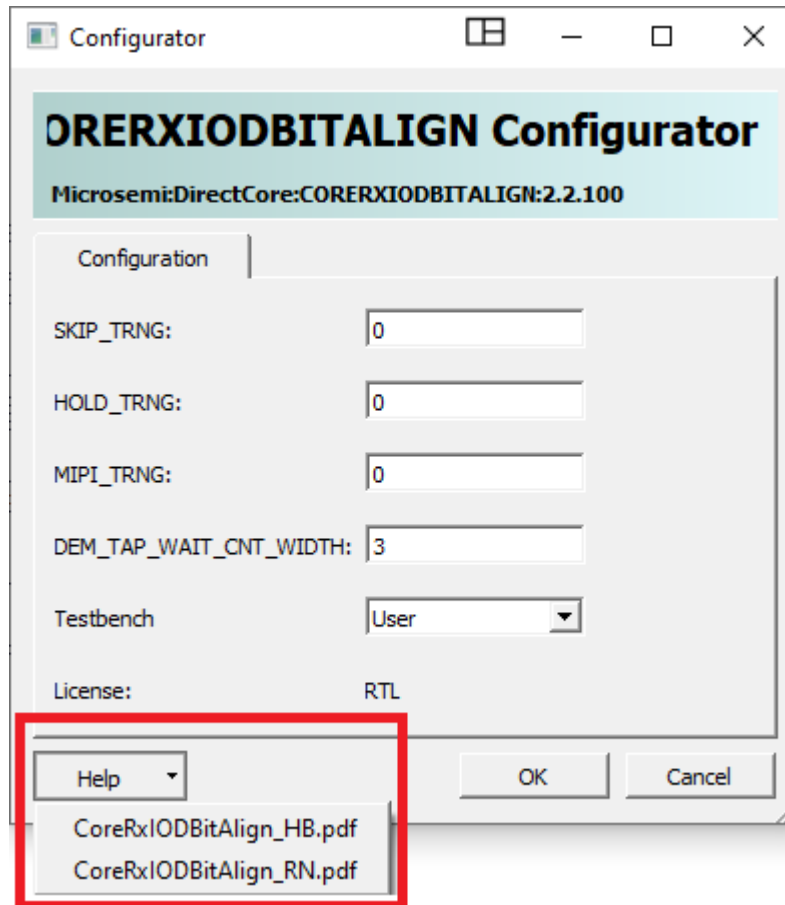 Configurator
ORERXIODBITALIGN Configurator
Microsemi:DirectCore:CORERXIODBITALIGN:2.2.100
Configuration
SKIP_TRNG: 0
HOLD_TRNG: 0
MIPI_TRNG: 0
DEM_TAP_WAIT_CNT_WIDTH: 3
Testbench User
License: RTL
Help OK Cancel
CoreRxIODBitAlign_HB.pdf
CoreRxIODBitAlign_RN.pdf